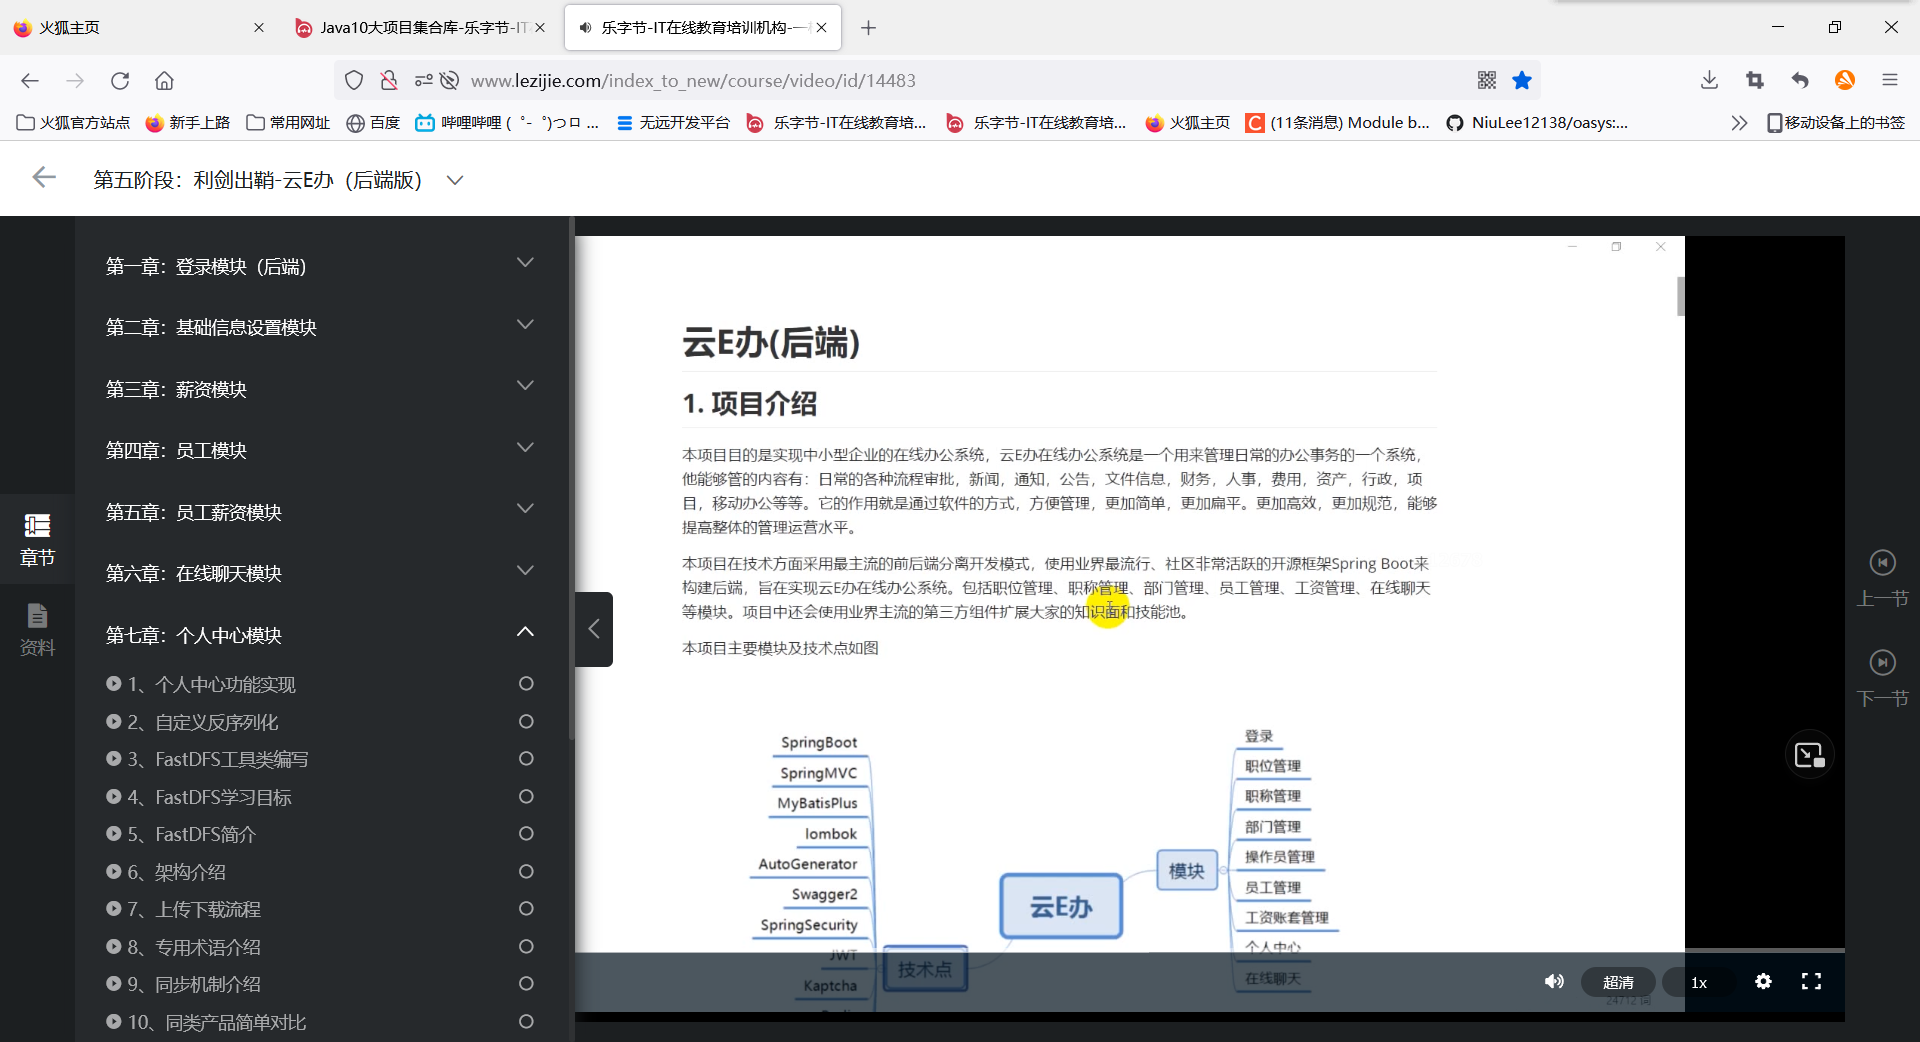 火狐主页
Java10大项目集合库-乐字节-IT
乐字节-IT在线教育培训机构-一
www.lezijie.com/index_to_new/course/video/id/14483
火狐官方站点
新手上路
常用网址
百度
哔哩哔哩 ( ゜- ゜)つロ ...
无远开发平台
乐字节-IT在线教育培...
乐字节-IT在线教育培...
火狐主页
(11条消息) Module b...
NiuLee12138/oasys:...
移动设备上的书签
第五阶段：利剑出鞘-云E办（后端版）
第一章：登录模块（后端）
第二章：基础信息设置模块
第三章：薪资模块
第四章：员工模块
第五章：员工薪资模块
第六章：在线聊天模块
第七章：个人中心模块
1、个人中心功能实现
2、自定义反序列化
3、FastDFS工具类编写
4、FastDFS学习目标
5、FastDFS简介
6、架构介绍
7、上传下载流程
8、专用术语介绍
9、同步机制介绍
10、同类产品简单对比
章节
资料
云E办(后端)
1. 项目介绍
本项目目的是实现中小型企业的在线办公系统，云E办在线办公系统是一个用来管理日常的办公事务的一个系统，
他能够管的内容有：日常的各种流程审批，新闻，通知，公告，文件信息，财务，人事，费用，资产，行政，项
目，移动办公等等。它的作用就是通过软件的方式，方便管理，更加简单，更加扁平。更加高效，更加规范，能够
提高整体的管理运营水平。
本项目在技术方面采用最主流的前后端分离开发模式，使用业界最流行、社区非常活跃的开源框架Spring Boot来
构建后端，旨在实现云E办在线办公系统。包括职位管理、职称管理、部门管理、员工管理、工资管理、在线聊天
等模块。项目中还会使用业界主流的第三方组件扩展大家的知识面和技能池。
本项目主要模块及技术点如图
SpringBoot
SpringMVC
MyBatisPlus
lombok
AutoGenerator
Swagger2
SpringSecurity
JWT
Kaptcha
技术点
云E办
模块
登录
职位管理
职称管理
部门管理
操作员管理
员工管理
工资账套管理
个人中心
在线聊天
24712 词
超清
1x
上一节
下一节